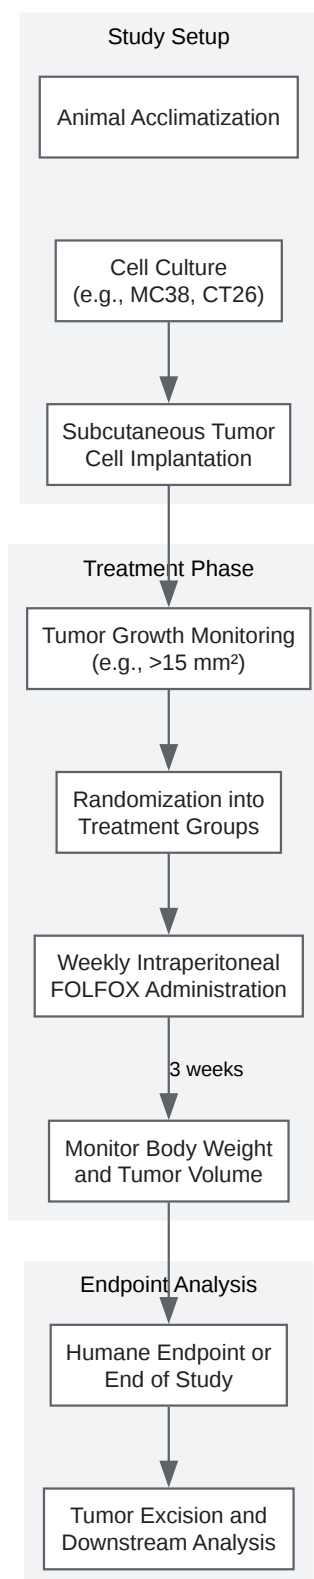 Study Setup
Animal Acclimatization
Cell Culture
(e.g., MC38, CT26)
Subcutaneous Tumor
Cell Implantation
Treatment Phase
Tumor Growth Monitoring
(e.g., >15 mm²)
Randomization into
Treatment Groups
Weekly Intraperitoneal
FOLFOX Administration
3 weeks
Monitor Body Weight
and Tumor Volume
Endpoint Analysis
Humane Endpoint or
End of Study
Tumor Excision and
Downstream Analysis